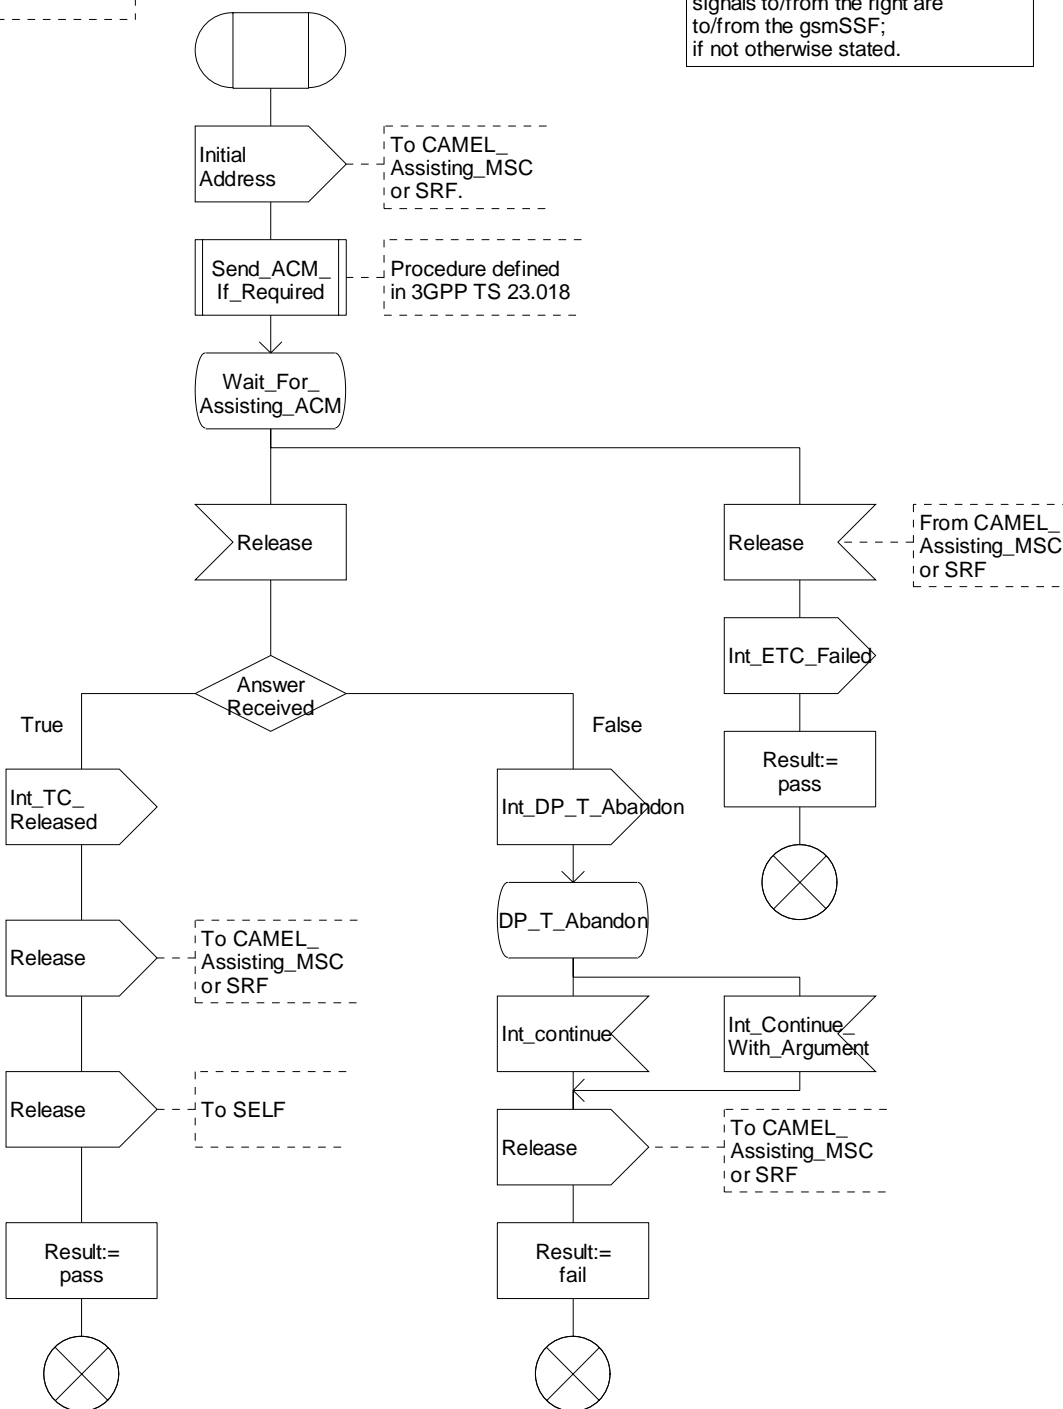 signals to/from the right are
to/from the gsmSSF;
if not otherwise stated.
Initial
Address
To CAMEL_
Assisting_MSC
or SRF.
Send_ACM_
If_Required
Procedure defined
in 3GPP TS 23.018
Wait_For_
Assisting_ACM
Release
Release
From CAMEL_
Assisting_MSC
or SRF
Int_ETC_Failed
Answer
Received
True
False
Result:=
pass
Int_TC_
Released
Int_DP_T_Abandon
DP_T_Abandon
Release
To CAMEL_
Assisting_MSC
or SRF
Int_continue
Int_Continue_
With_Argument
Release
To SELF
Release
To CAMEL_
Assisting_MSC
or SRF
Result:=
pass
Result:=
fail